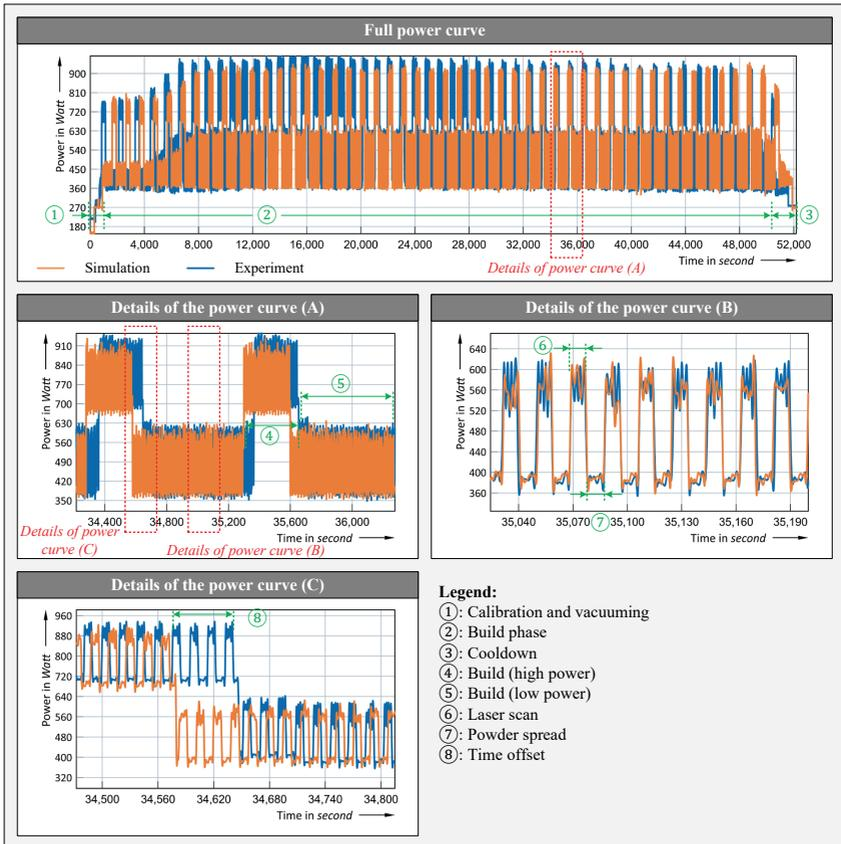 Full power curve
Power in Watt
900
810
720
630
540
450
360
270
180
① ② ③
0 4,000 8,000 12,000 16,000 20,000 24,000 28,000 32,000 36,000 40,000 44,000 48,000 52,000
Simulation Experiment
Details of power curve (A)
Time in second
Details of the power curve (A)
Power in Watt
910
840
770
700
630
560
490
420
350
④ ⑤
34,400 34,800 35,200 35,600 36,000
Time in second
Details of power
curve (C)
Details of power curve (B)
Details of the power curve (B)
Power in Watt
640
600
560
520
480
440
400
360
⑥
⑦
35,040 35,070 35,100 35,130 35,160 35,190
Time in second
Details of the power curve (C)
Power in Watt
960
880
800
720
640
560
480
400
320
⑧
34,500 34,560 34,620 34,680 34,740 34,800
Time in second
Legend:
①: Calibration and vacuuming
②: Build phase
③: Cooldown
④: Build (high power)
⑤: Build (low power)
⑥: Laser scan
⑦: Powder spread
⑧: Time offset